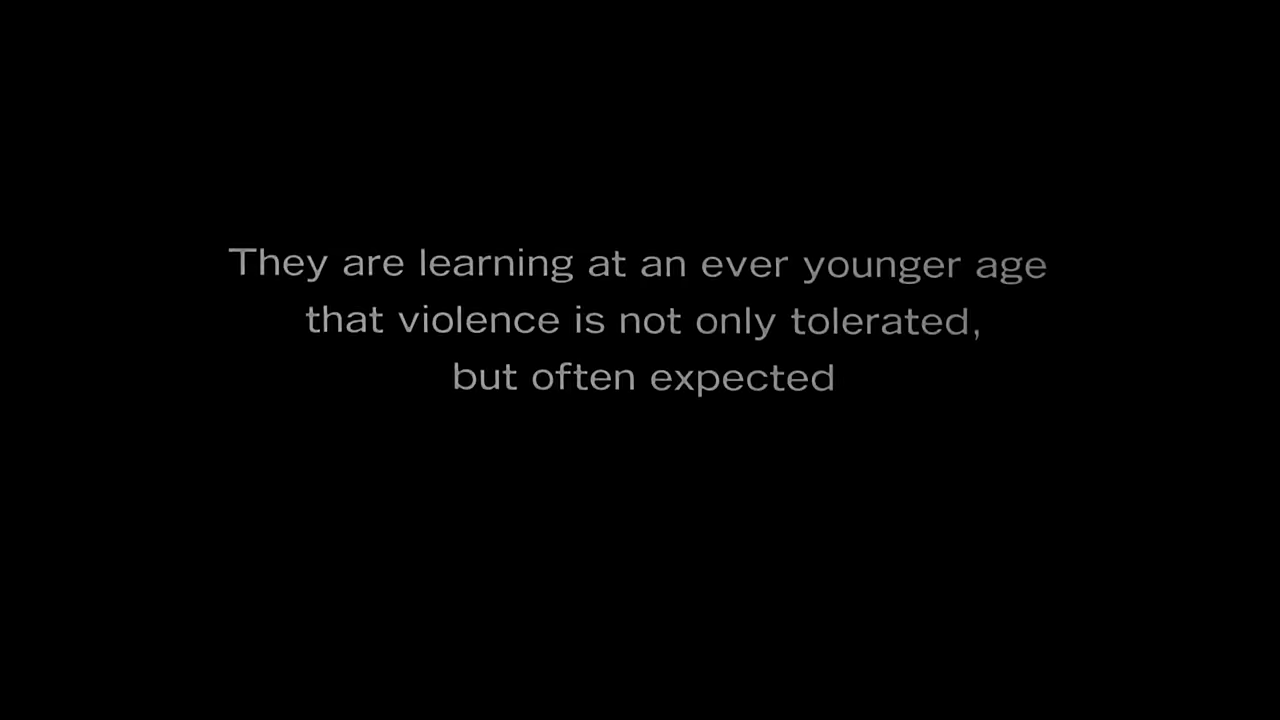 They are learning at an ever younger age
that violence is not only tolerated,
but often expected